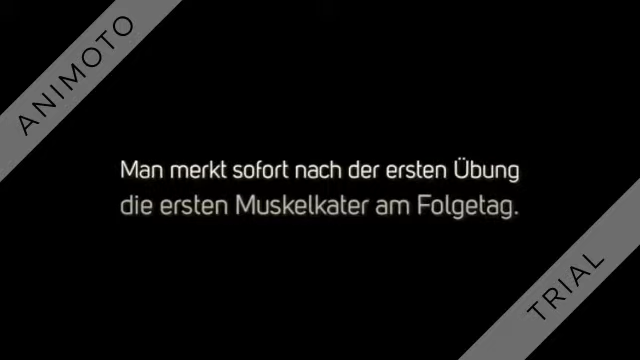 ANIMOTO
Man merkt sofort nach der ersten Übung
die ersten Muskelkater am Folgetag.
TRIAL